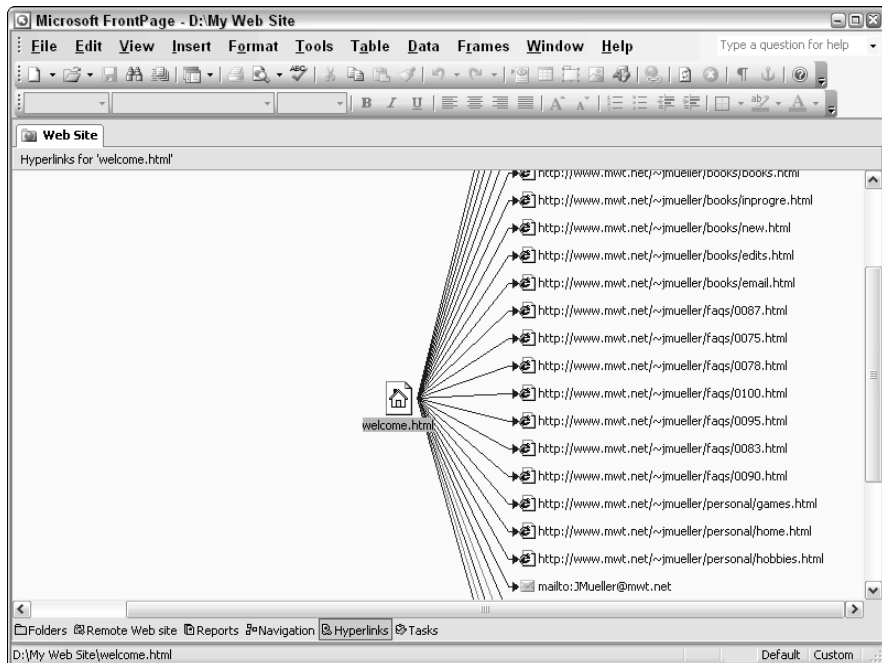 Microsoft FrontPage - D:\My Web Site
File Edit View Insert Format Tools Table Data Frames Window Help Type a question for help
Web Site
Hyperlinks for 'welcome.html'
http://www.mwt.net/~jmueller/books/books.html
http://www.mwt.net/~jmueller/books/inprogre.html
http://www.mwt.net/~jmueller/books/new.html
http://www.mwt.net/~jmueller/books/edits.html
http://www.mwt.net/~jmueller/books/email.html
http://www.mwt.net/~jmueller/faqs/0087.html
http://www.mwt.net/~jmueller/faqs/0075.html
http://www.mwt.net/~jmueller/faqs/0078.html
http://www.mwt.net/~jmueller/faqs/0100.html
http://www.mwt.net/~jmueller/faqs/0095.html
http://www.mwt.net/~jmueller/faqs/0083.html
http://www.mwt.net/~jmueller/faqs/0090.html
http://www.mwt.net/~jmueller/personal/games.html
http://www.mwt.net/~jmueller/personal/home.html
http://www.mwt.net/~jmueller/personal/hobbies.html
mailto:JMueller@mwt.net
welcome.html
Folders Remote Web site Reports Navigation Hyperlinks Tasks
D:\My Web Site\welcome.html Default Custom